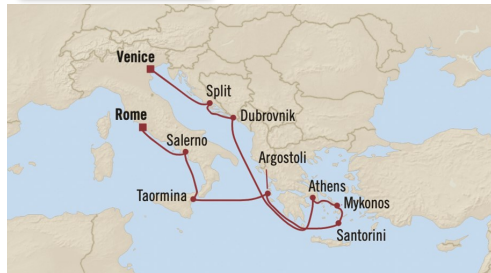 Venice
Split
Rome
Dubrovnik
Salerno
Argostoli
Taormina
Athens
Mykonos
Santorini